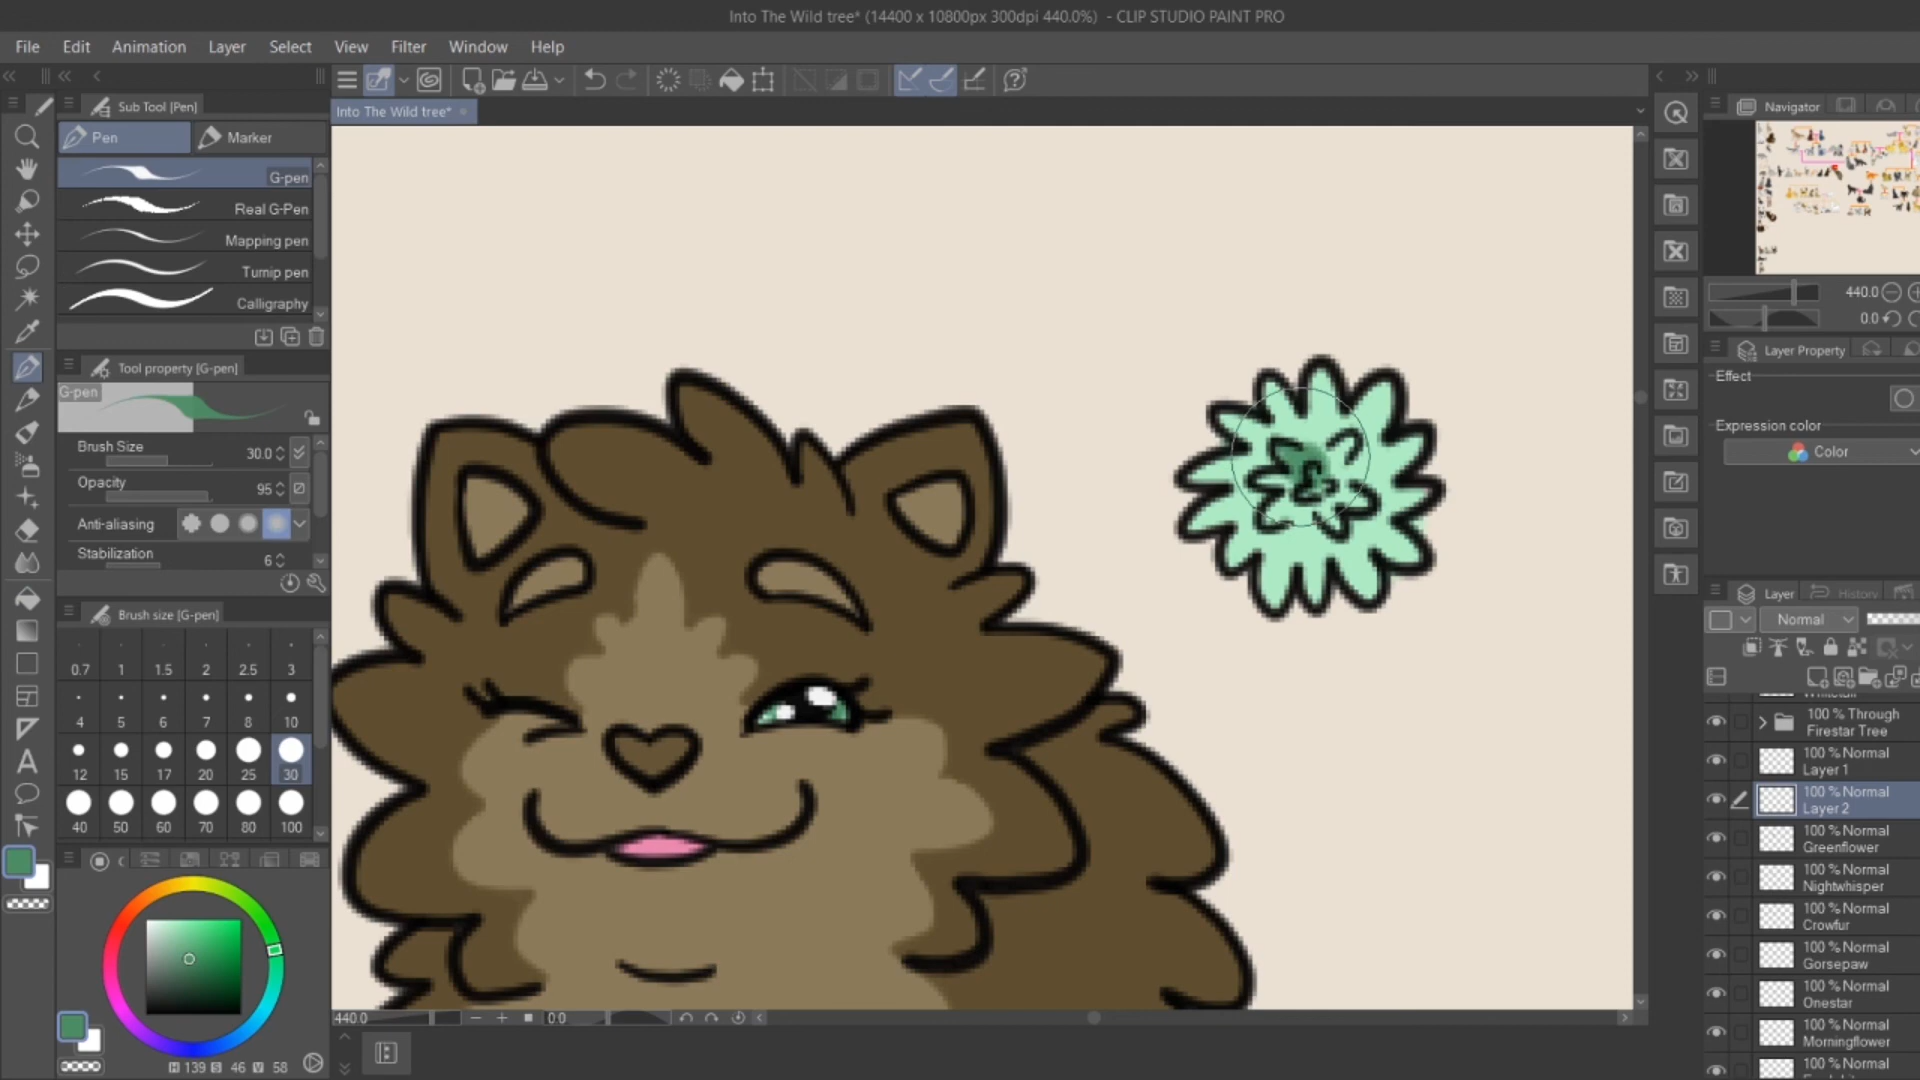 Into The Wild tree* (14400 x 10800px 300dpi 440.0%) - CLIP STUDIO PAINT PRO
File Edit Animation Layer Select View Filter Window Help
Sub Tool [Pen]
Pen Marker
G-pen
Real G-Pen
Mapping pen
Turnip pen
Calligraphy
Tool property [G-pen]
G-pen
Brush Size 30.0
Opacity 95
Anti-aliasing
Stabilization 6
Brush size [G-pen]
0.7 1 1.5 2 2.5 3
4 5 6 7 8 10
12 15 17 20 25 30
40 50 60 70 80 100
H 139 S 46 V 58
Into The Wild tree*
440.0 0.0
Navigator
440.0
0.0
Layer Property
Effect
Expression color
Color
Layer History
Normal
100 % Through
Firestar Tree
100 % Normal
Layer 1
100 % Normal
Layer 2
100 % Normal
Greenflower
100 % Normal
Nightwhisper
100 % Normal
Crowfur
100 % Normal
Gorsepaw
100 % Normal
Onestar
100 % Normal
Morningflower
100 % Normal